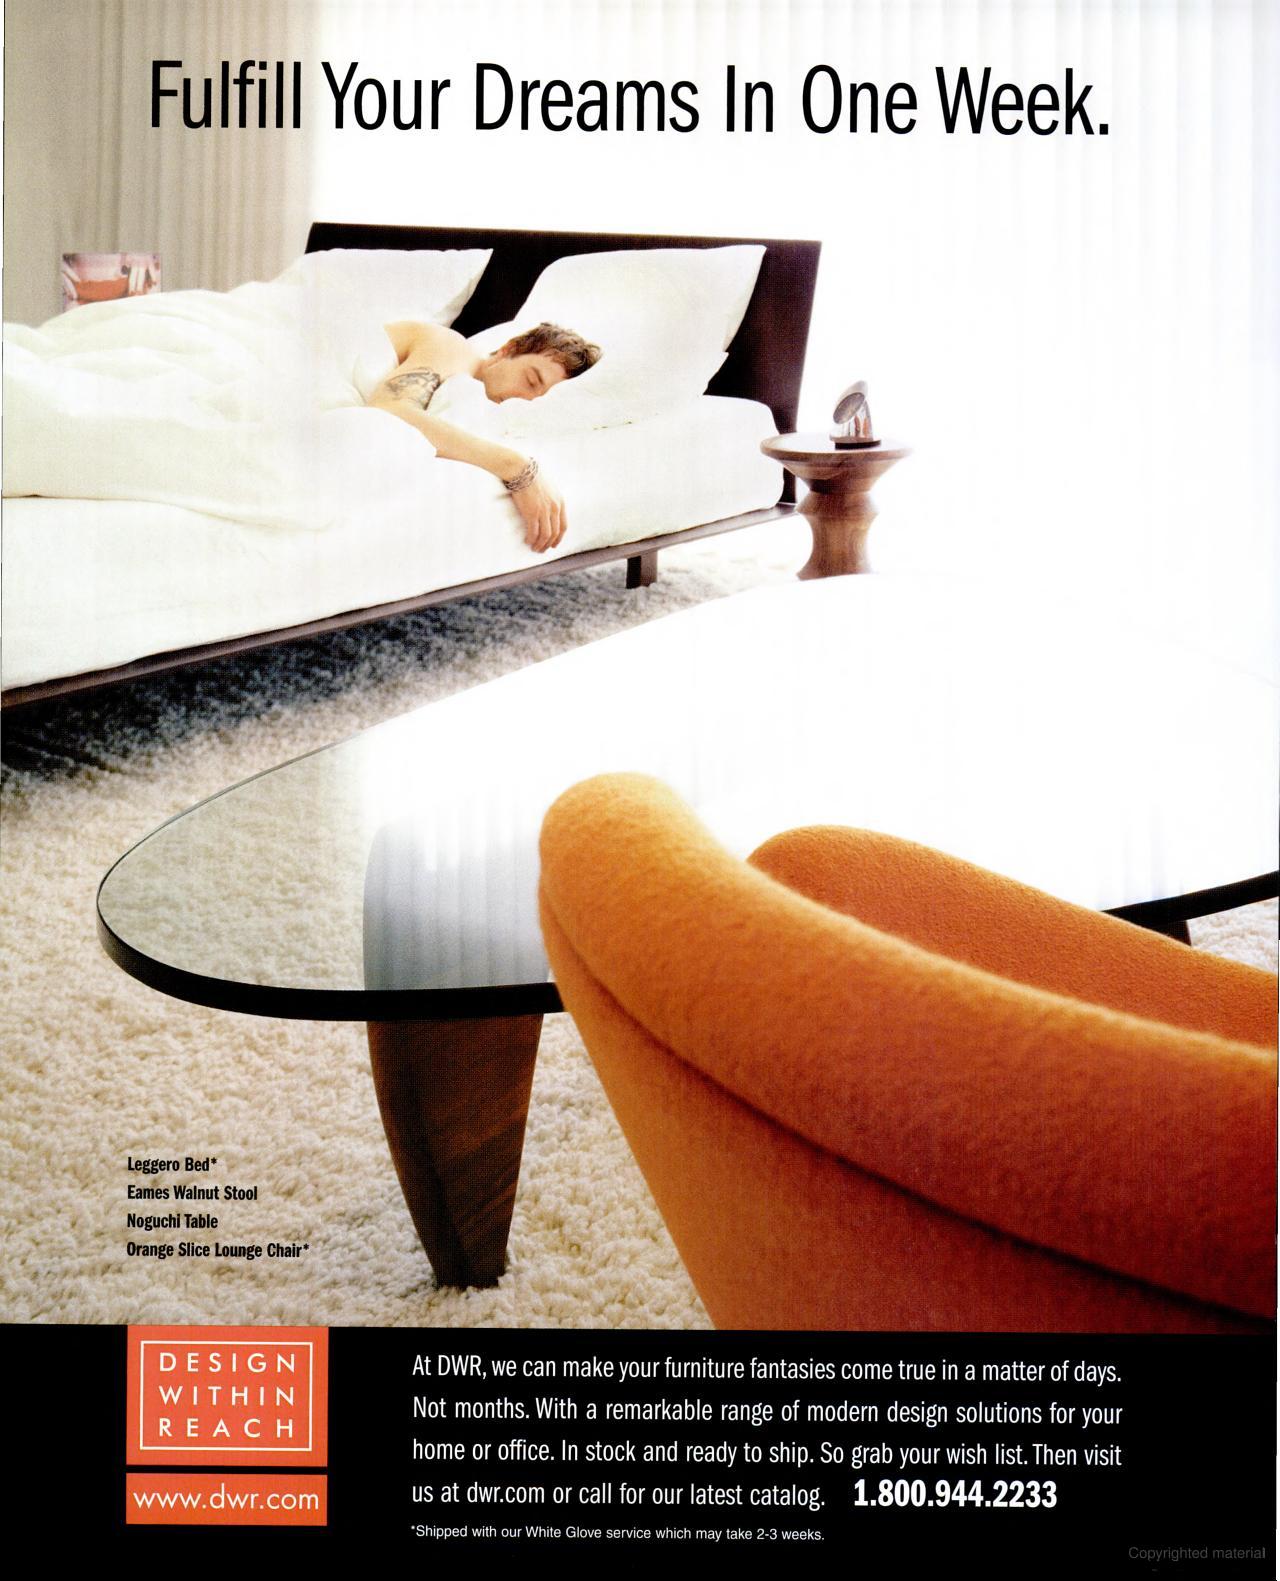 Fulfill Your Dreams In One Week.
Leggero Bed*
Eames Walnut Stool
Noguchi Table
Orange Slice Lounge Chair*
DESIGN
WITHIN
REACH
www.dwr.com
At DWR, we can make your furniture fantasies come true in a matter of days.
Not months. With a remarkable range of modern design solutions for your
home or office. In stock and ready to ship. So grab your wish list. Then visit
us at dwr.com or call for our latest catalog. 1.800.944.2233
*Shipped with our White Glove service which may take 2-3 weeks.
Copyrighted material